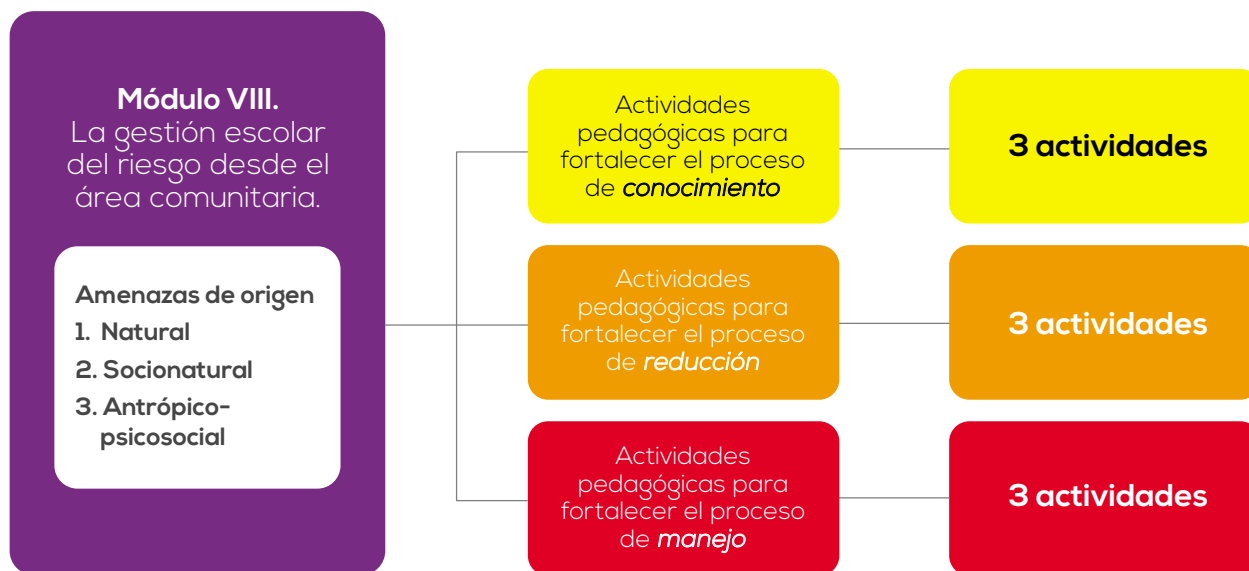 Módulo VIII.
La gestión escolar
del riesgo desde el
área comunitaria.
Amenazas de origen
1. Natural
2. Socionatural
3. Antrópico-
psicosocial
Actividades
pedagógicas para
fortalecer el proceso
de conocimiento
3 actividades
Actividades
pedagógicas para
fortalecer el proceso
de reducción
3 actividades
Actividades
pedagógicas para
fortalecer el proceso
de manejo
3 actividades